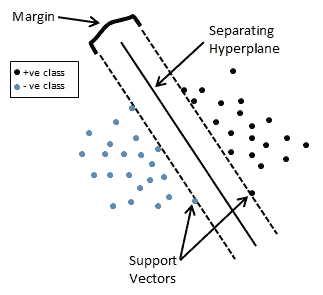 Margin
Separating
Hyperplane
+ve class
- ve class
Support
Vectors